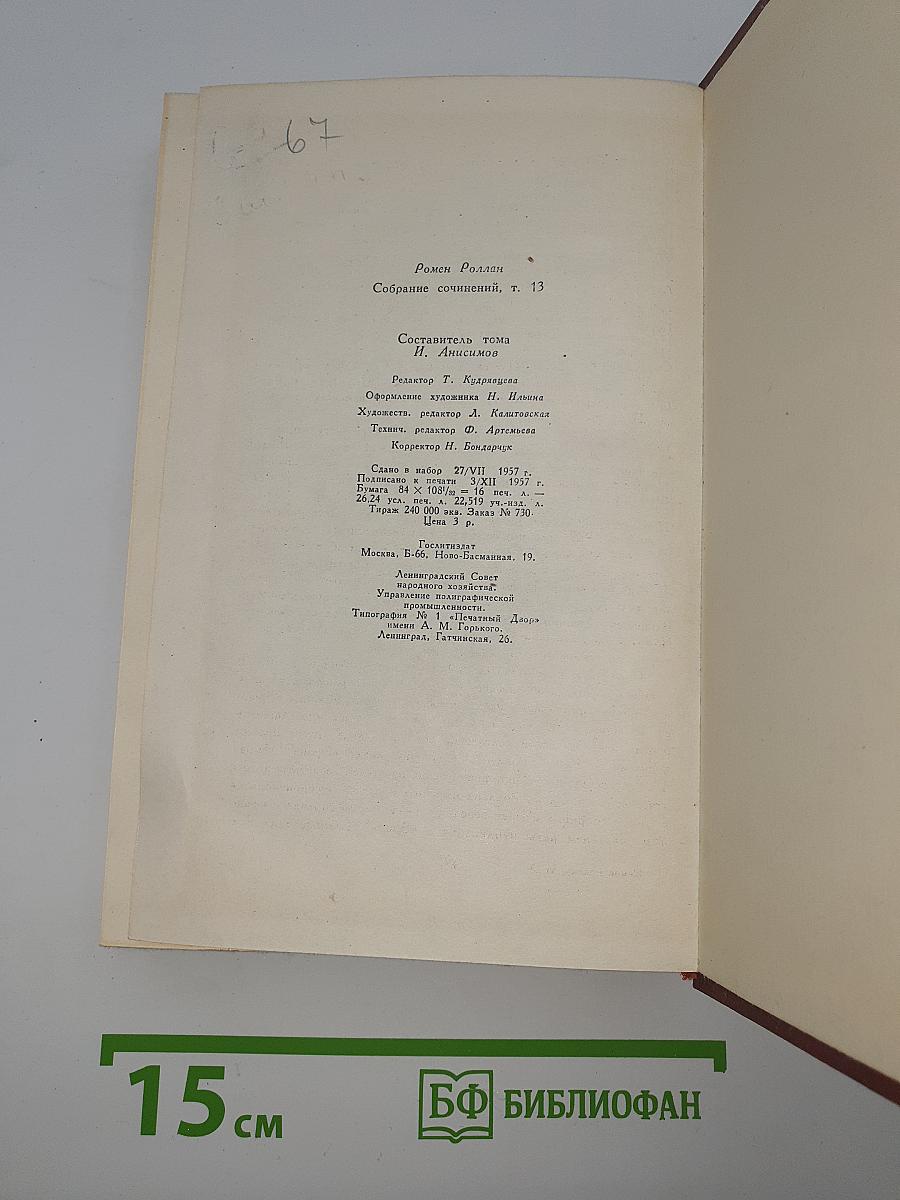 67
Ромен Роллан
Собрание сочинений, т. 13
Составитель тома
И. Анисимов
Редактор Т. Кудрявцева
Оформление художника Н. Ильина
Художеств. редактор Л. Калитовская
Технич. редактор Ф. Артемьева
Корректор Н. Бондарчук
Сдано в набор 27/VII 1957 г.
Подписано к печати 3/XII 1957 г.
Бумага 84 × 108¹/₃₂ = 16 печ. л. —
26,24 усл. печ. л. 22,519 уч.-изд. л.
Тираж 240 000 экз. Заказ № 730.
Цена 3 р.
Гослитиздат
Москва, Б-66, Ново-Басманная, 19.
Ленинградский Совет
народного хозяйства.
Управление полиграфической
промышленности.
Типография № 1 «Печатный Двор»
имени А. М. Горького.
Ленинград, Гатчинская, 26.
15 см
БФ БИБЛИОФАН